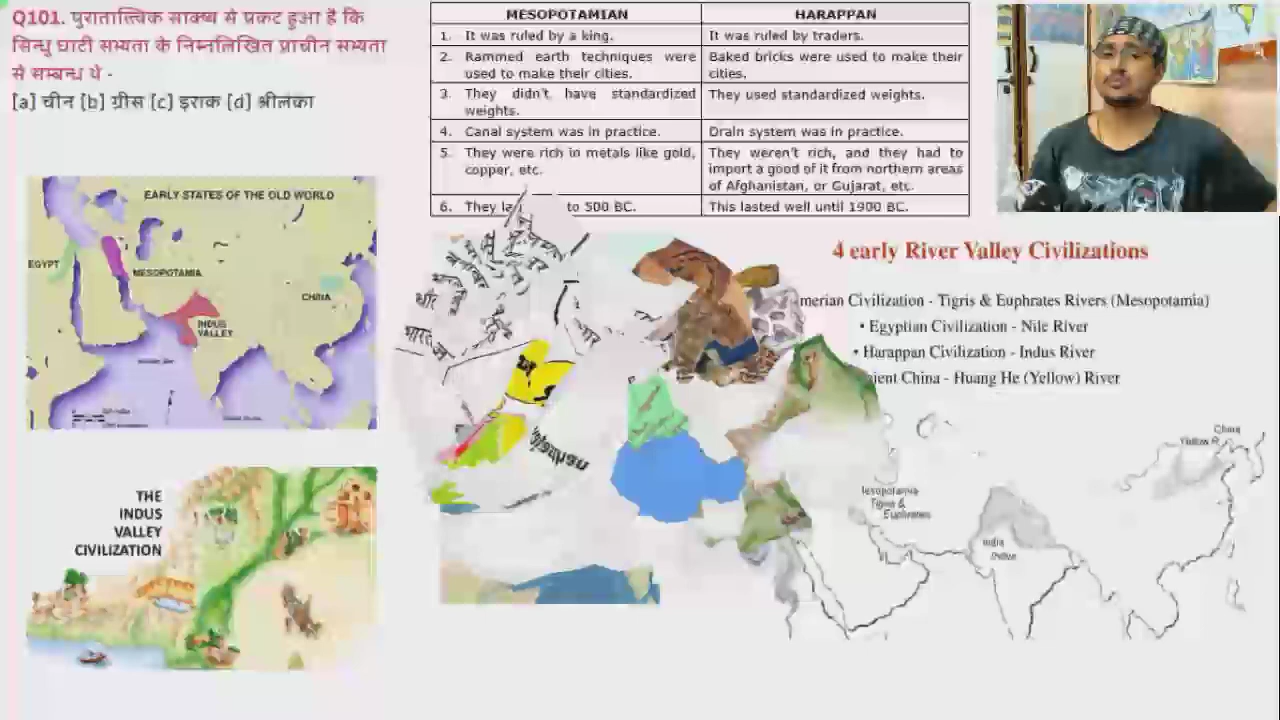 Q101. पुरातात्त्विक साक्ष्य से प्रकट हुआ है कि
सिन्धु घाटी सभ्यता के निम्नलिखित प्राचीन सभ्यता
से सम्बन्ध थे -
[a] चीन [b] ग्रीस [c] इराक [d] श्रीलंका
MESOPOTAMIAN HARAPPAN
1. It was ruled by a king. It was ruled by traders.
2. Rammed earth techniques were Baked bricks were used to make their
used to make their cities. cities.
3. They didn't have standardized They used standardized weights.
weights.
4. Canal system was in practice. Drain system was in practice.
5. They were rich in metals like gold, They weren't rich, and they had to
copper, etc. import a good of it from northern areas
of Afghanistan, or Gujarat, etc.
6. They la to 500 BC. This lasted well until 1900 BC.
EARLY STATES OF THE OLD WORLD
EGYPT
MESOPOTAMIA
CHINA
INDUS
VALLEY
4 early River Valley Civilizations
merian Civilization - Tigris & Euphrates Rivers (Mesopotamia)
• Egyptian Civilization - Nile River
• Harappan Civilization - Indus River
ient China - Huang He (Yellow) River
THE
INDUS
VALLEY
CIVILIZATION
China
Yellow R.
Mesopotamia
Tigris &
Euphrates
India
Indus